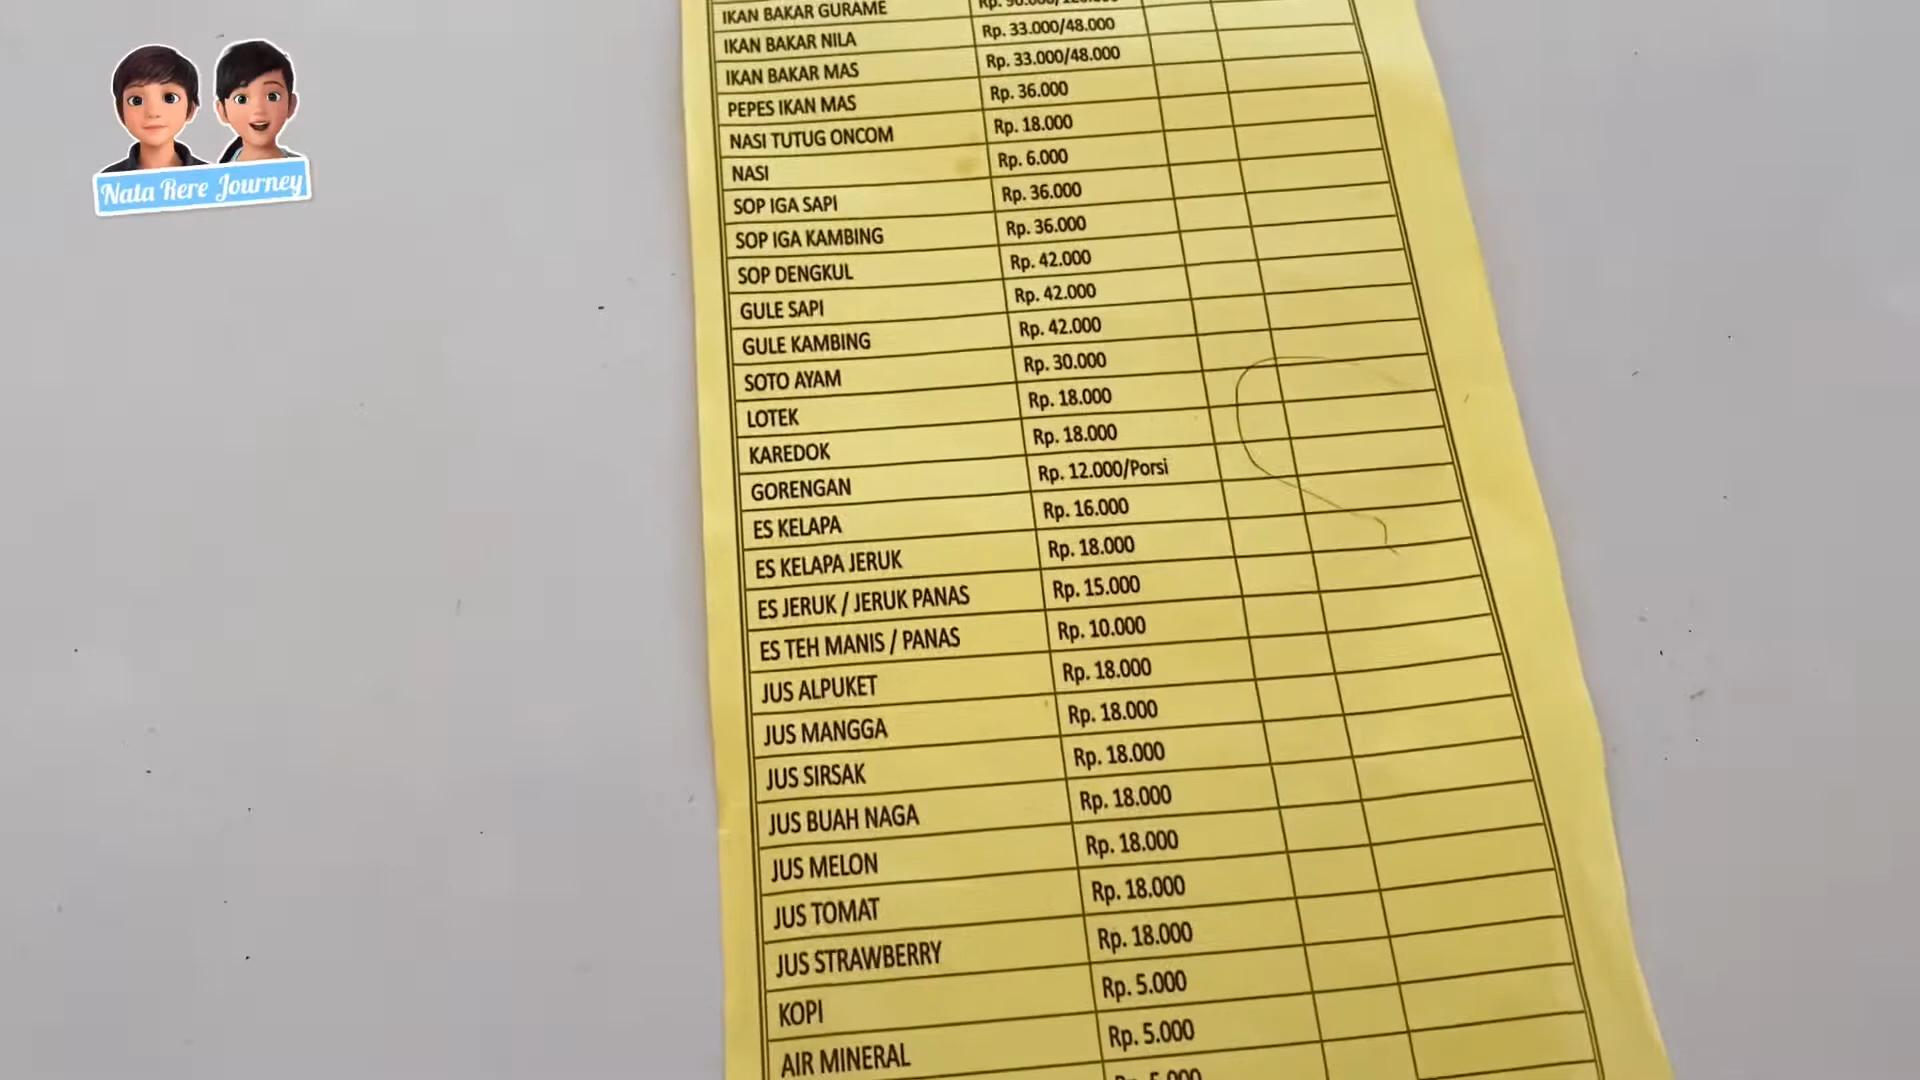 Nata Rere Journey
IKAN BAKAR GURAME
IKAN BAKAR NILA Rp. 33.000/48.000
IKAN BAKAR MAS Rp. 33.000/48.000
PEPES IKAN MAS Rp. 36.000
NASI TUTUG ONCOM Rp. 18.000
NASI Rp. 6.000
SOP IGA SAPI Rp. 36.000
SOP IGA KAMBING Rp. 36.000
SOP DENGKUL Rp. 42.000
GULE SAPI Rp. 42.000
GULE KAMBING Rp. 42.000
SOTO AYAM Rp. 30.000
LOTEK Rp. 18.000
KAREDOK Rp. 18.000
GORENGAN Rp. 12.000/Porsi
ES KELAPA Rp. 16.000
ES KELAPA JERUK Rp. 18.000
ES JERUK / JERUK PANAS Rp. 15.000
ES TEH MANIS / PANAS Rp. 10.000
JUS ALPUKET Rp. 18.000
JUS MANGGA Rp. 18.000
JUS SIRSAK Rp. 18.000
JUS BUAH NAGA Rp. 18.000
JUS MELON Rp. 18.000
JUS TOMAT Rp. 18.000
JUS STRAWBERRY Rp. 18.000
KOPI Rp. 5.000
AIR MINERAL Rp. 5.000